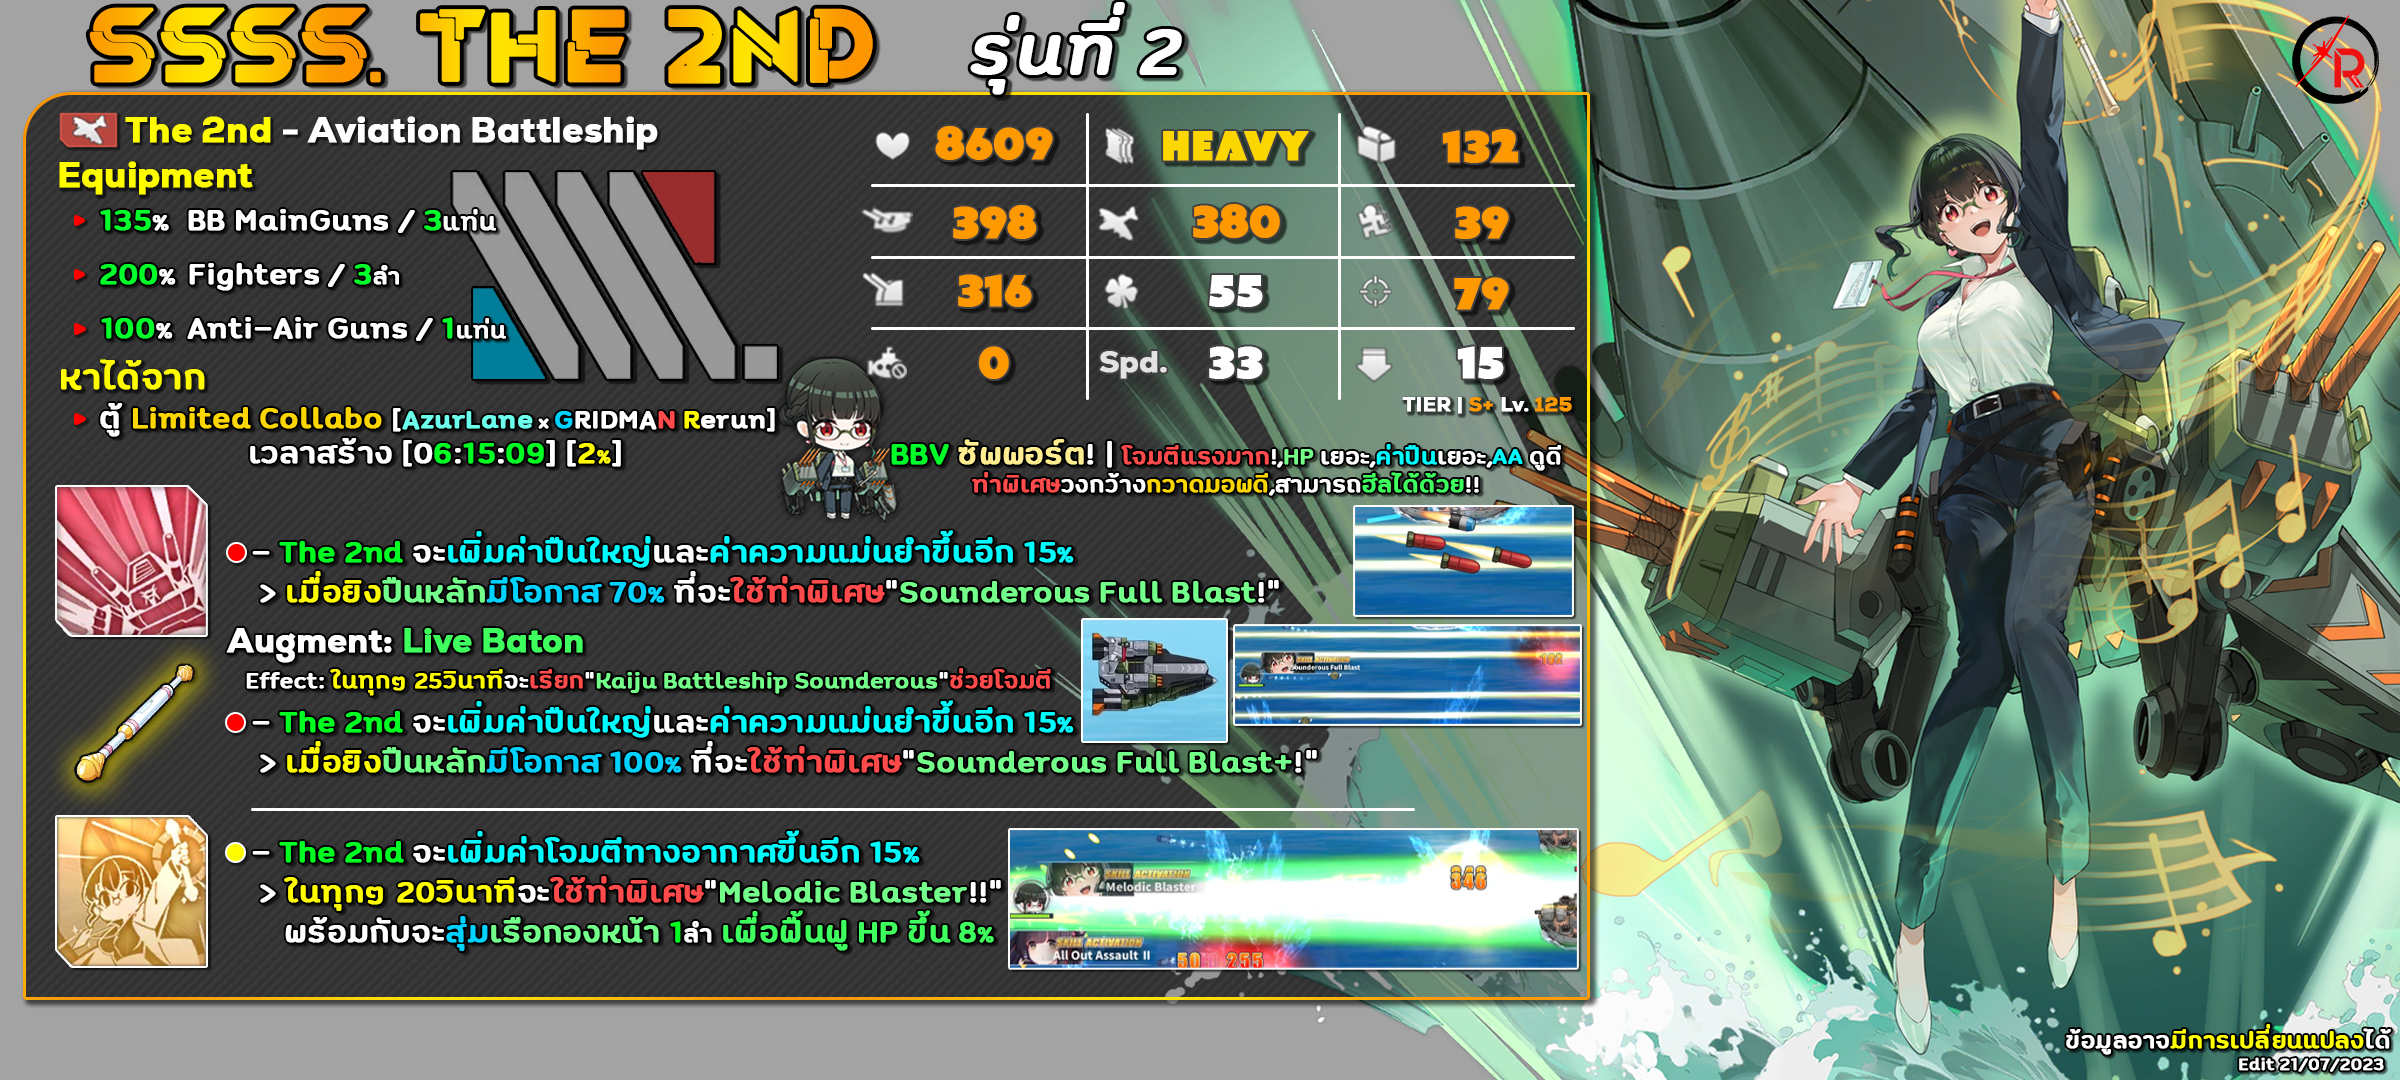 SSSS. THE 2ND รุ่นที่ 2
The 2nd - Aviation Battleship
Equipment
135% BB MainGuns / 3แท่น
200% Fighters / 3ลำ
100% Anti-Air Guns / 1แท่น
หาได้จาก
ตู้ Limited Collabo [AzurLane x GRIDMAN Rerun]
เวลาสร้าง [06:15:09] [2%]
8609 HEAVY 132
398 380 39
316 55 79
0 Spd. 33 15
TIER | S+ Lv. 125
BBV ซัพพอร์ต! | โจมตีแรงมาก!,HP เยอะ,ค่าปืนเยอะ,AA ดูดี
ท่าพิเศษวงกว้างกวาดมอพดี,สามารถฮีลได้ด้วย!!
- The 2nd จะเพิ่มค่าปืนใหญ่และค่าความแม่นยำขึ้นอีก 15%
> เมื่อยิงปืนหลักมีโอกาส 70% ที่จะใช้ท่าพิเศษ"Sounderous Full Blast!"
Augment: Live Baton
Effect: ในทุกๆ 25วินาทีจะเรียก"Kaiju Battleship Sounderous"ช่วยโจมตี
- The 2nd จะเพิ่มค่าปืนใหญ่และค่าความแม่นยำขึ้นอีก 15%
> เมื่อยิงปืนหลักมีโอกาส 100% ที่จะใช้ท่าพิเศษ"Sounderous Full Blast+!"
SKILL ACTIVATION
Sounderous Full Blast
- The 2nd จะเพิ่มค่าโจมตีทางอากาศขึ้นอีก 15%
> ในทุกๆ 20วินาทีจะใช้ท่าพิเศษ"Melodic Blaster!!"
พร้อมกับจะสุ่มเรือกองหน้า 1ลำ เพื่อฟื้นฟู HP ขึ้น 8%
SKILL ACTIVATION
Melodic Blaster
346
SKILL ACTIVATION
All Out Assault II
50 255
R
ข้อมูลอาจมีการเปลี่ยนแปลงได้
Edit 21/07/2023